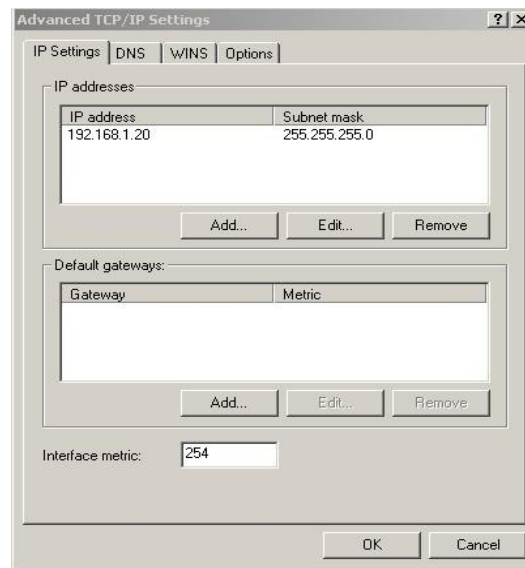 Advanced TCP/IP Settings
IP Settings DNS WINS Options
IP addresses
IP address Subnet mask
192.168.1.20 255.255.255.0
Add... Edit... Remove
Default gateways:
Gateway Metric
Add... Edit... Remove
Interface metric: 254
OK Cancel